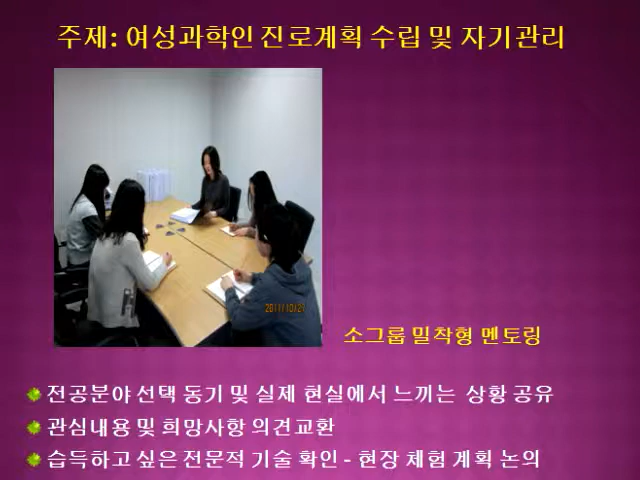 주제: 여성과학인 진로계획 수립 및 자기관리
2011/10/27
소그룹 밀착형 멘토링
전공분야 선택 동기 및 실제 현실에서 느끼는 상황 공유
관심내용 및 희망사항 의견교환
습득하고 싶은 전문적 기술 확인 - 현장 체험 계획 논의